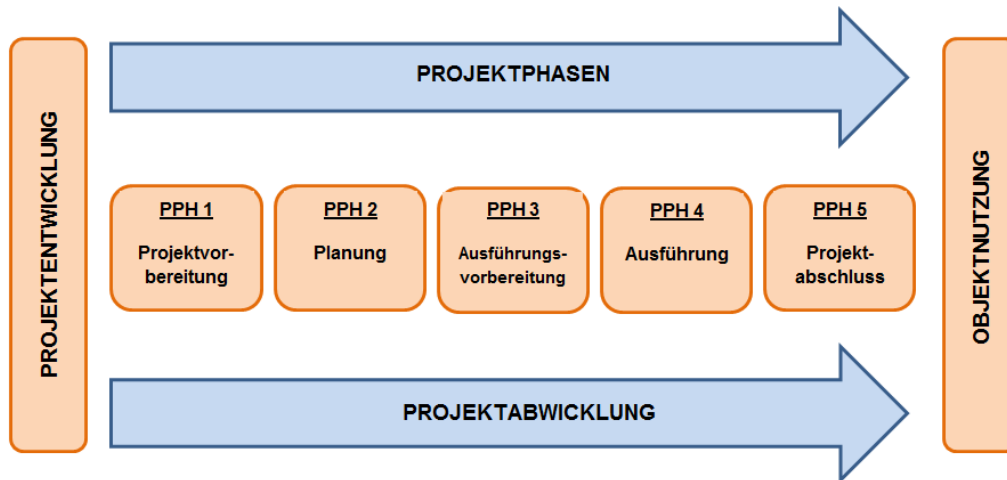 PROJEKTENTWICKLUNG
PROJEKTPHASEN
PPH 1
Projektvor-
bereitung
PPH 2
Planung
PPH 3
Ausführungs-
vorbereitung
PPH 4
Ausführung
PPH 5
Projekt-
abschluss
PROJEKTABWICKLUNG
OBJEKTNUTZUNG